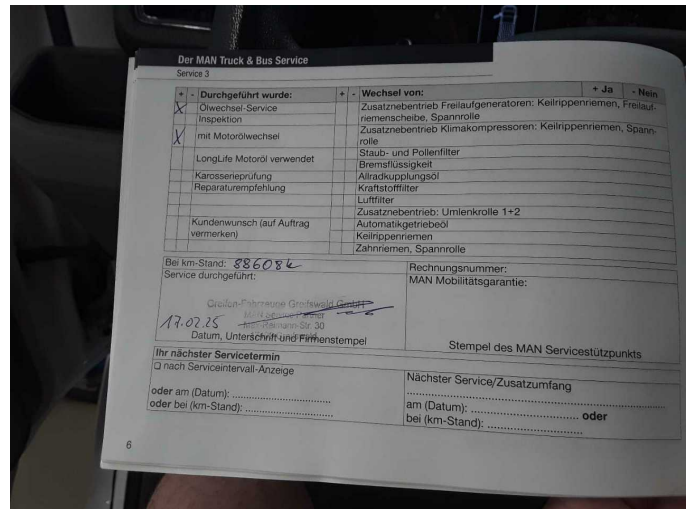 Der MAN Truck & Bus Service
Service 3
+ - Durchgeführt wurde:
X Ölwechsel-Service
Inspektion
X mit Motorölwechsel
LongLife Motoröl verwendet
Karosserieprüfung
Reparaturempfehlung
Kundenwunsch (auf Auftrag
vermerken)
+ - Wechsel von: + Ja - Nein
Zusatznebentrieb Freilaufgeneratoren: Keilrippenriemen, Freilauf-
riemenscheibe, Spannrolle
Zusatznebentrieb Klimakompressoren: Keilrippenriemen, Spann-
rolle
Staub- und Pollenfilter
Bremsflüssigkeit
Allradkupplungsöl
Kraftstofffilter
Luftfilter
Zusatznebentrieb: Umlenkrolle 1+2
Automatikgetriebeöl
Keilrippenriemen
Zahnriemen, Spannrolle
Bei km-Stand:
Service durchgeführt:
Greifen-Fahrzeuge Greifswald GmbH
MAN Service-Partner
Str. 30
17.02.25
Datum, Unterschrift und Firmenstempel
Rechnungsnummer:
MAN Mobilitätsgarantie:
Stempel des MAN Servicestützpunkts
Ihr nächster Servicetermin
❑ nach Serviceintervall-Anzeige
oder am (Datum): ..............................
oder bei (km-Stand): ..............................
Nächster Service/Zusatzumfang
am (Datum): .............................. oder
bei (km-Stand): ..............................
6